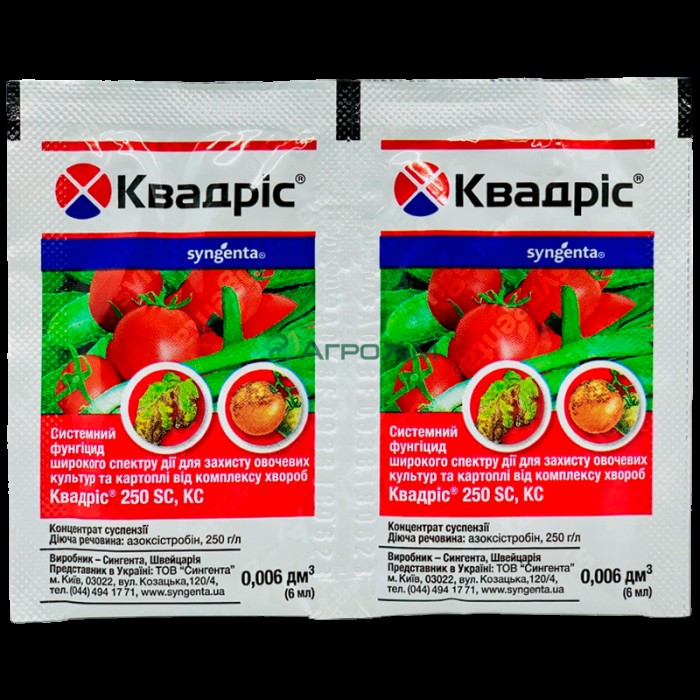 Квадріс®
syngenta®
Системний
фунгіцид
широкого спектру дії для захисту овочевих
культур та картоплі від комплексу хвороб
Квадріс® 250 SC, КС
Концентрат суспензії
Діюча речовина: азоксістробін, 250 г/л
Виробник – Сингента, Швейцарія
Представник в Україні: ТОВ "Сингента"
м. Київ, 03022, вул. Козацька,120/4,
тел. (044) 494 17 71, www.syngenta.ua
0,006 дм³
(6 мл)
Квадріс®
syngenta®
Системний
фунгіцид
широкого спектру дії для захисту овочевих
культур та картоплі від комплексу хвороб
Квадріс® 250 SC, КС
Концентрат суспензії
Діюча речовина: азоксістробін, 250 г/л
Виробник – Сингента, Швейцарія
Представник в Україні: ТОВ "Сингента"
м. Київ, 03022, вул. Козацька,120/4,
тел. (044) 494 17 71, www.syngenta.ua
0,006 дм³
(6 мл)